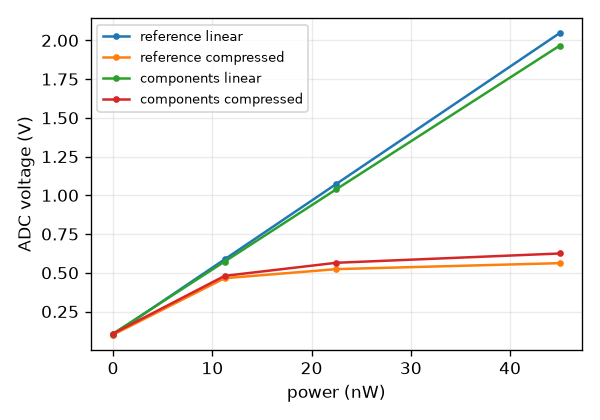 reference linear
reference compressed
components linear
components compressed
2.00
1.75
1.50
1.25
1.00
0.75
0.50
0.25
ADC voltage (V)
0 10 20 30 40
power (nW)